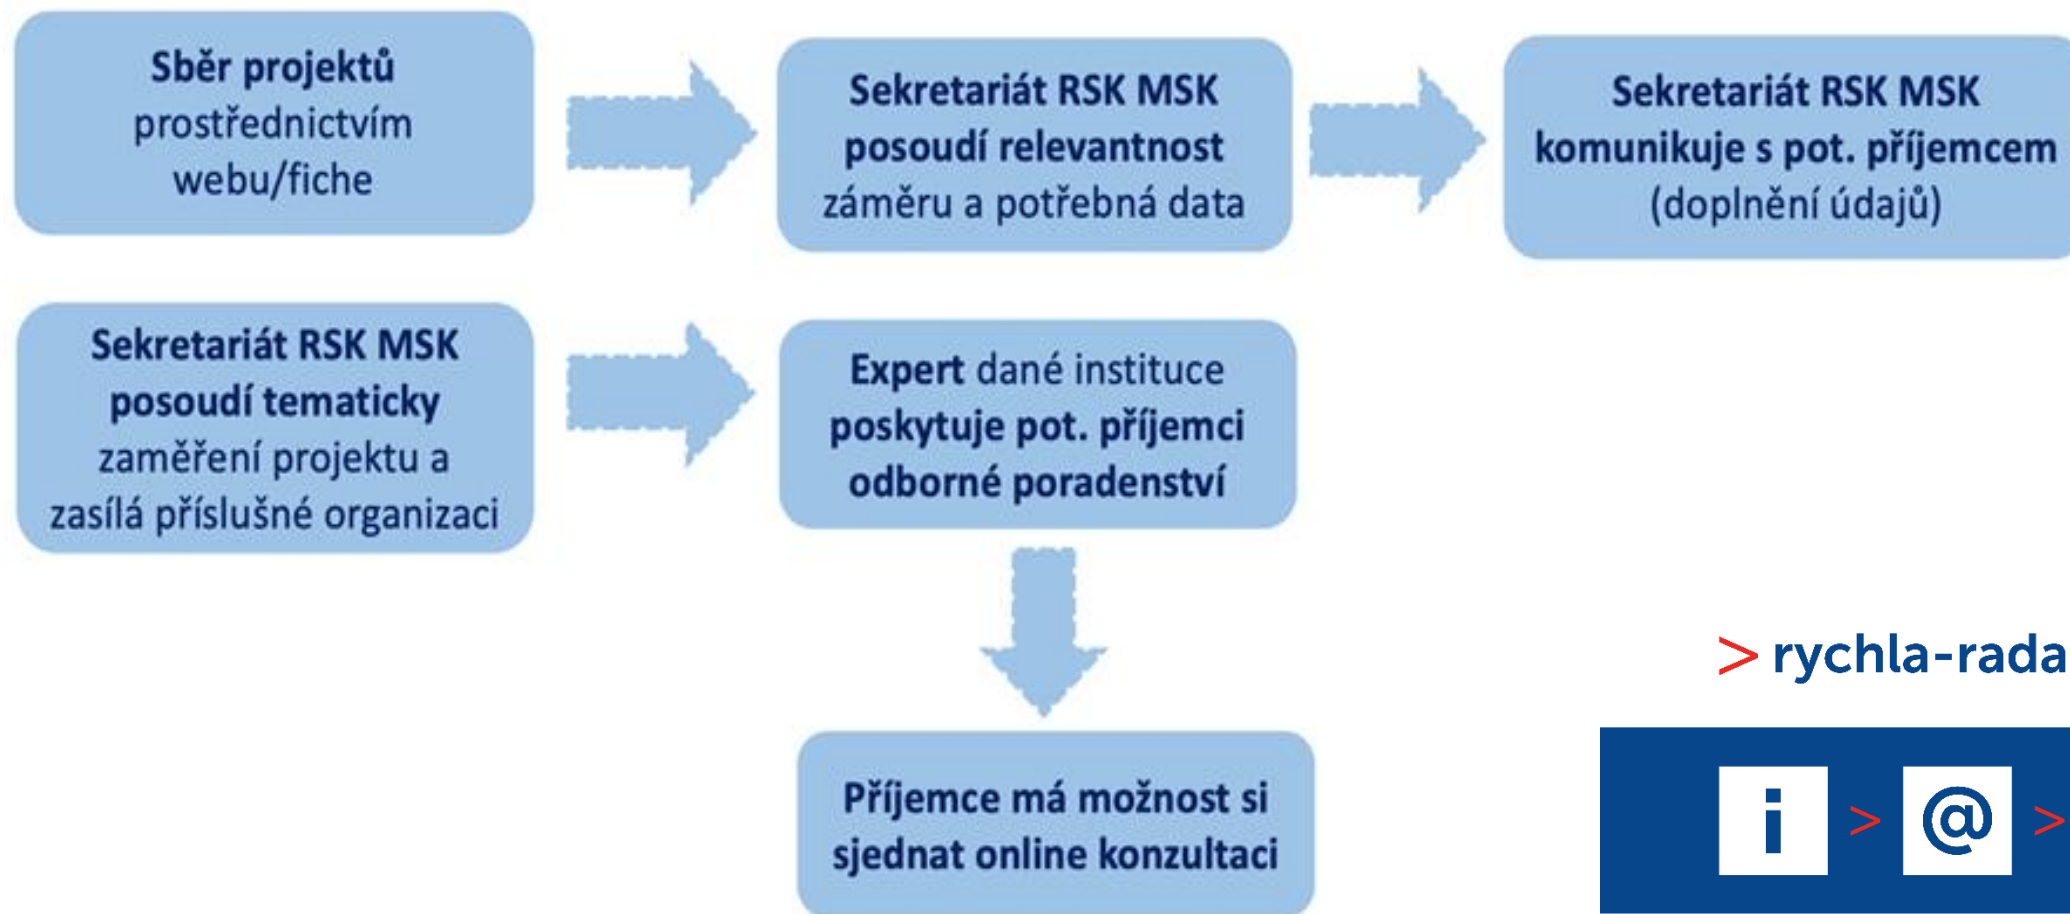 Sběr projektů
prostřednictvím
webu/fiche
Sekretariát RSK MSK
posoudí relevantnost
záměru a potřebná data
Sekretariát RSK MSK
komunikuje s pot. příjemcem
(doplnění údajů)
Sekretariát RSK MSK
posoudí tematicky
zaměření projektu a
zasílá příslušné organizaci
Expert dané instituce
poskytuje pot. příjemci
odborné poradenství
Příjemce má možnost si
sjednat online konzultaci
> rychla-rada
i > @ >